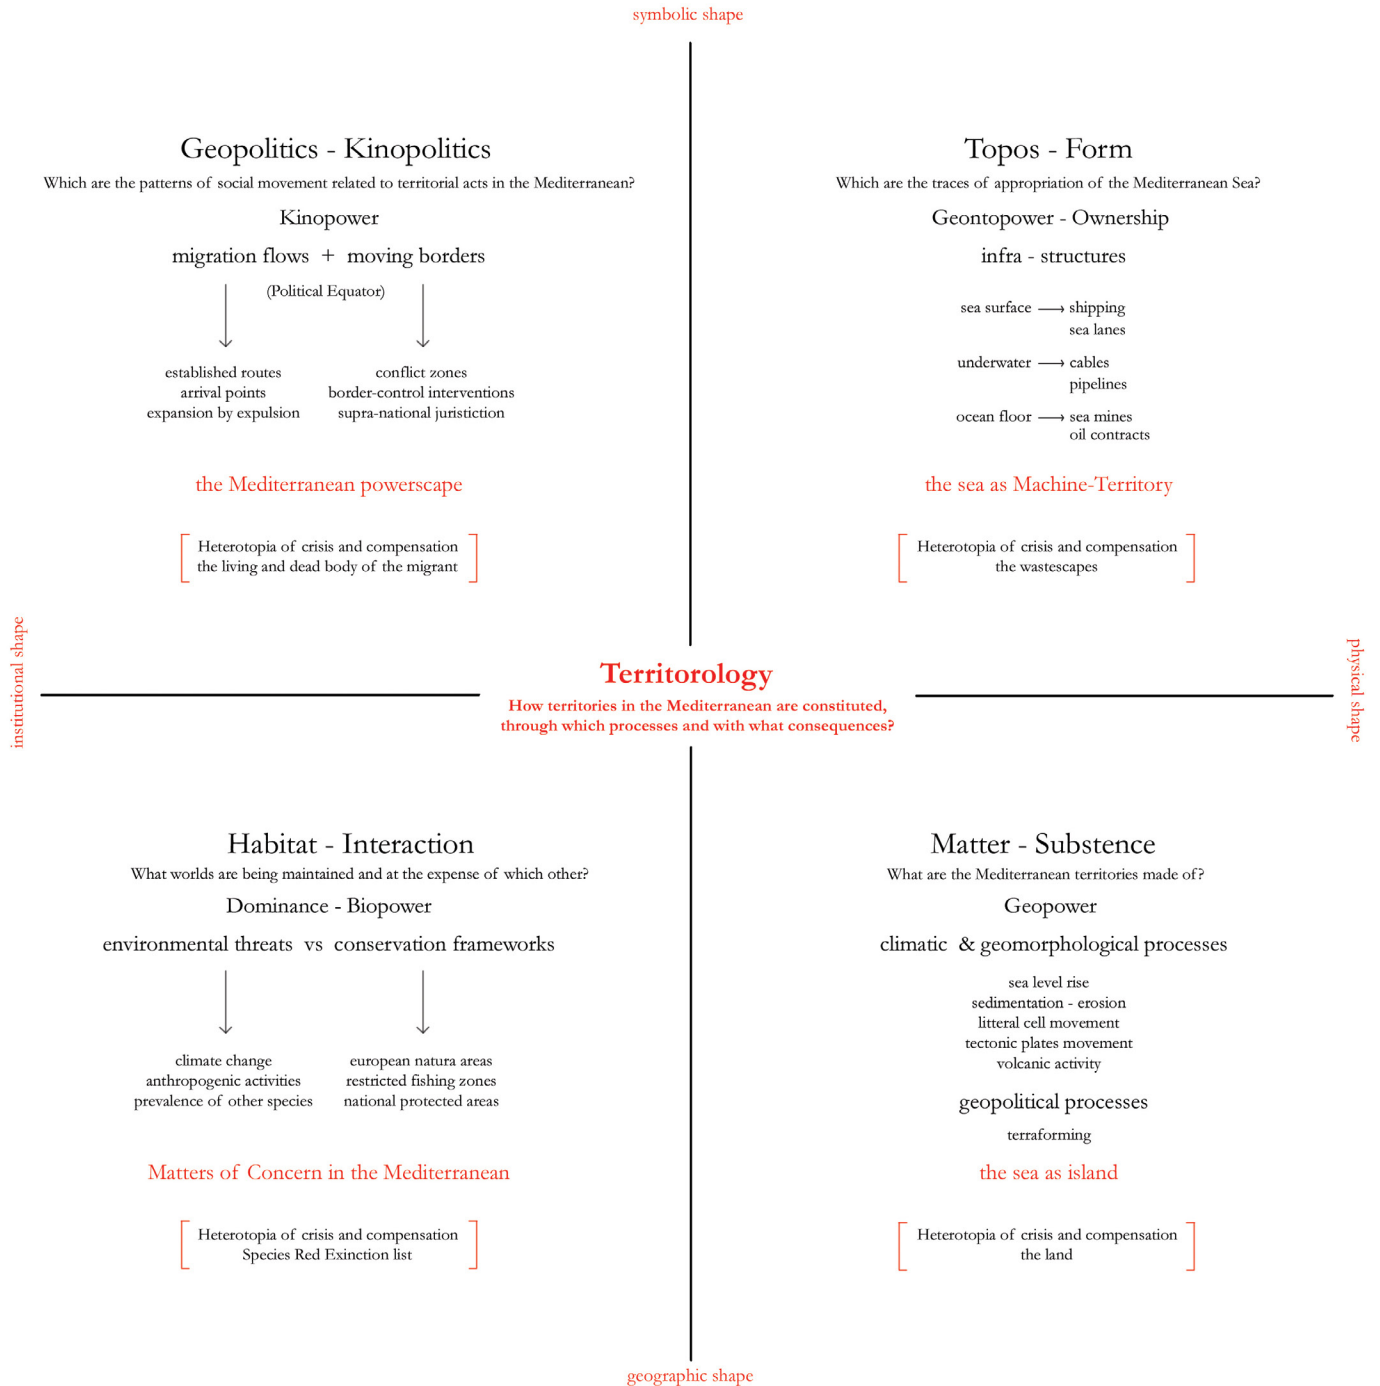 symbolic shape
Geopolitics - Kinopolitics
Which are the patterns of social movement related to territorial acts in the Mediterranean?
Kinopower
migration flows + moving borders
(Political Equator)
established routes
arrival points
expansion by expulsion
conflict zones
border-control interventions
supra-national juristiction
the Mediterranean powerscape
Heterotopia of crisis and compensation
the living and dead body of the migrant
Topos - Form
Which are the traces of appropriation of the Mediterranean Sea?
Geontopower - Ownership
infra - structures
sea surface → shipping
sea lanes
underwater → cables
pipelines
ocean floor → sea mines
oil contracts
the sea as Machine-Territory
Heterotopia of crisis and compensation
the wastescapes
institutional shape
Territorology
How territories in the Mediterranean are constituted,
through which processes and with what consequences?
physical shape
Habitat - Interaction
What worlds are being maintained and at the expense of which other?
Dominance - Biopower
environmental threats vs conservation frameworks
climate change
anthropogenic activities
prevalence of other species
european natura areas
restricted fishing zones
national protected areas
Matters of Concern in the Mediterranean
Heterotopia of crisis and compensation
Species Red Exinction list
Matter - Substence
What are the Mediterranean territories made of?
Geopower
climatic & geomorphological processes
sea level rise
sedimentation - erosion
litteral cell movement
tectonic plates movement
volcanic activity
geopolitical processes
terraforming
the sea as island
Heterotopia of crisis and compensation
the land
geographic shape